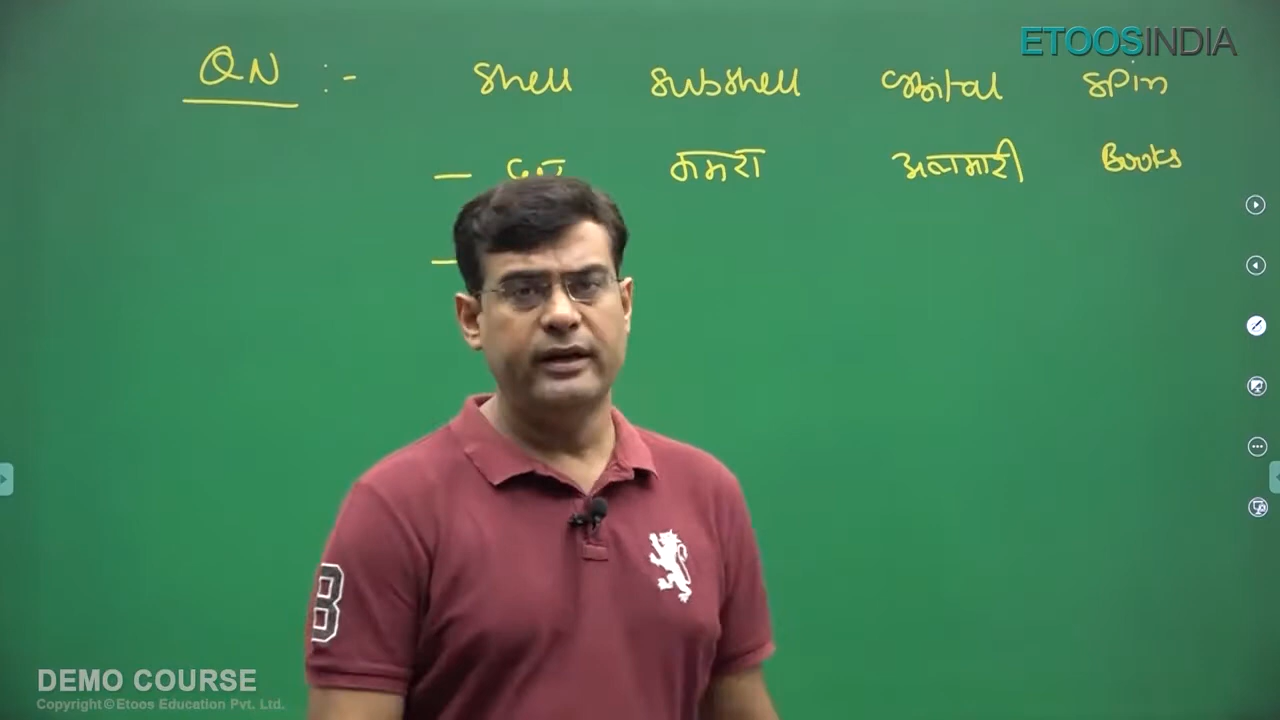 ETOOSINDIA
QN :- Shell Subshell Orbital Spin
कमरा अलमारी Books
B
DEMO COURSE
Copyright©Etoos Education Pvt. Ltd.